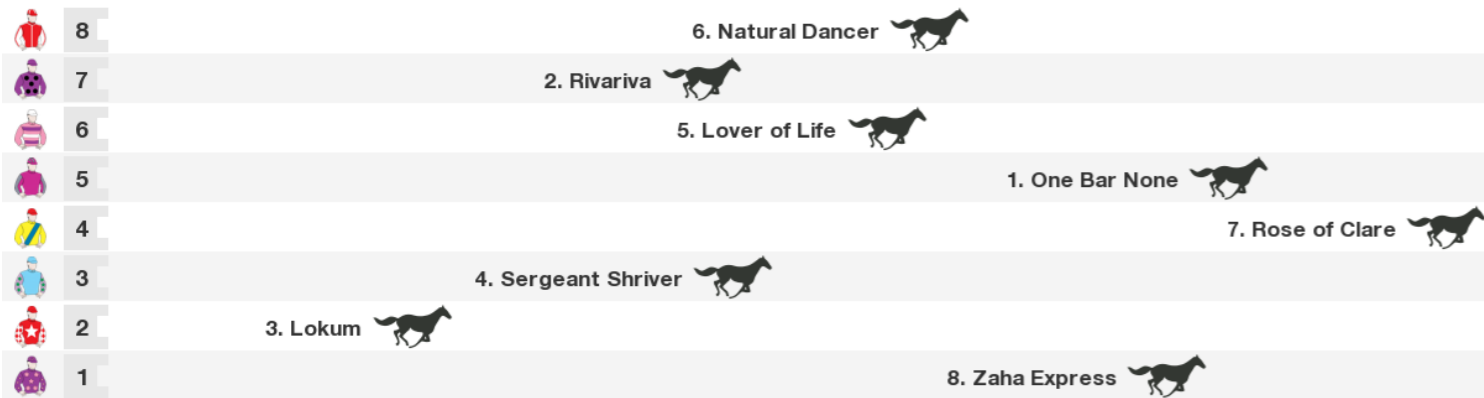 8 6. Natural Dancer
7 2. Rivariva
6 5. Lover of Life
5 1. One Bar None
4 7. Rose of Clare
3 4. Sergeant Shriver
2 3. Lokum
1 8. Zaha Express